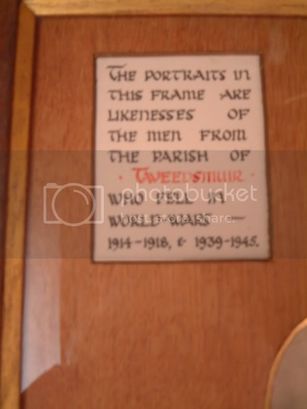 THE PORTRAITS IN
THIS FRAME ARE
LIKENESSES OF
THE MEN FROM
THE PARISH OF
· TWEEDSMUIR ·
WHO FELL IN
WORLD WARS —
1914-1918, & 1939-1945.
photobucket